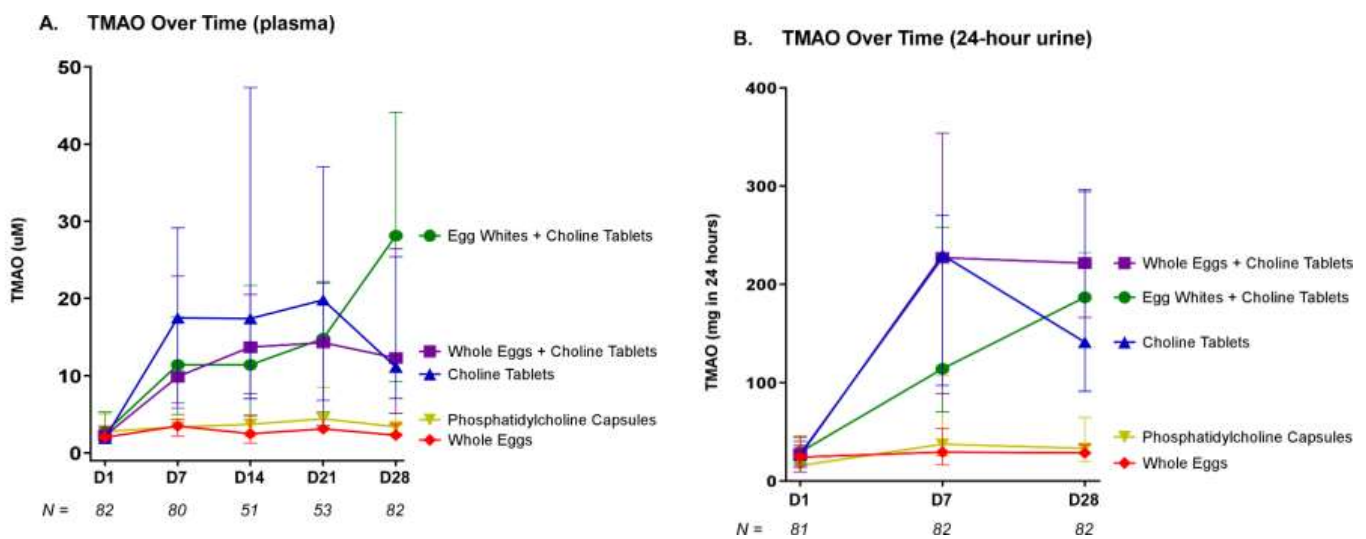 A. TMAO Over Time (plasma)
50
40
30
20
10
0
TMAO (uM)
Egg Whites + Choline Tablets
Whole Eggs + Choline Tablets
Choline Tablets
Phosphatidylcholine Capsules
Whole Eggs
D1 D7 D14 D21 D28
N = 82 80 51 53 82
B. TMAO Over Time (24-hour urine)
400
300
200
100
0
TMAO (mg in 24 hours)
Whole Eggs + Choline Tablets
Egg Whites + Choline Tablets
Choline Tablets
Phosphatidylcholine Capsules
Whole Eggs
D1 D7 D28
N = 81 82 82